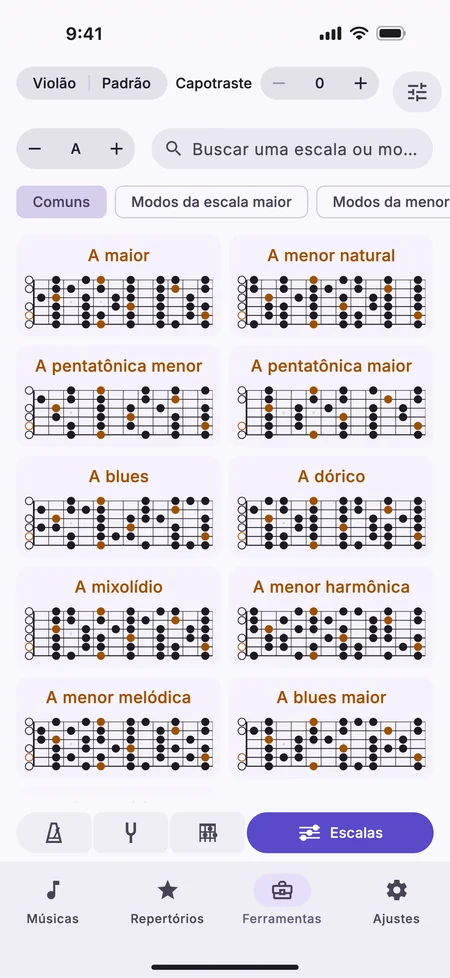 9:41
Violão Padrão Capotraste 0
A Buscar uma escala ou mo...
Comuns Modos da escala maior Modos da menor
A maior A menor natural
A pentatônica menor A pentatônica maior
A blues A dórico
A mixolídio A menor harmônica
A menor melódica A blues maior
Escalas
Músicas Repertórios Ferramentas Ajustes